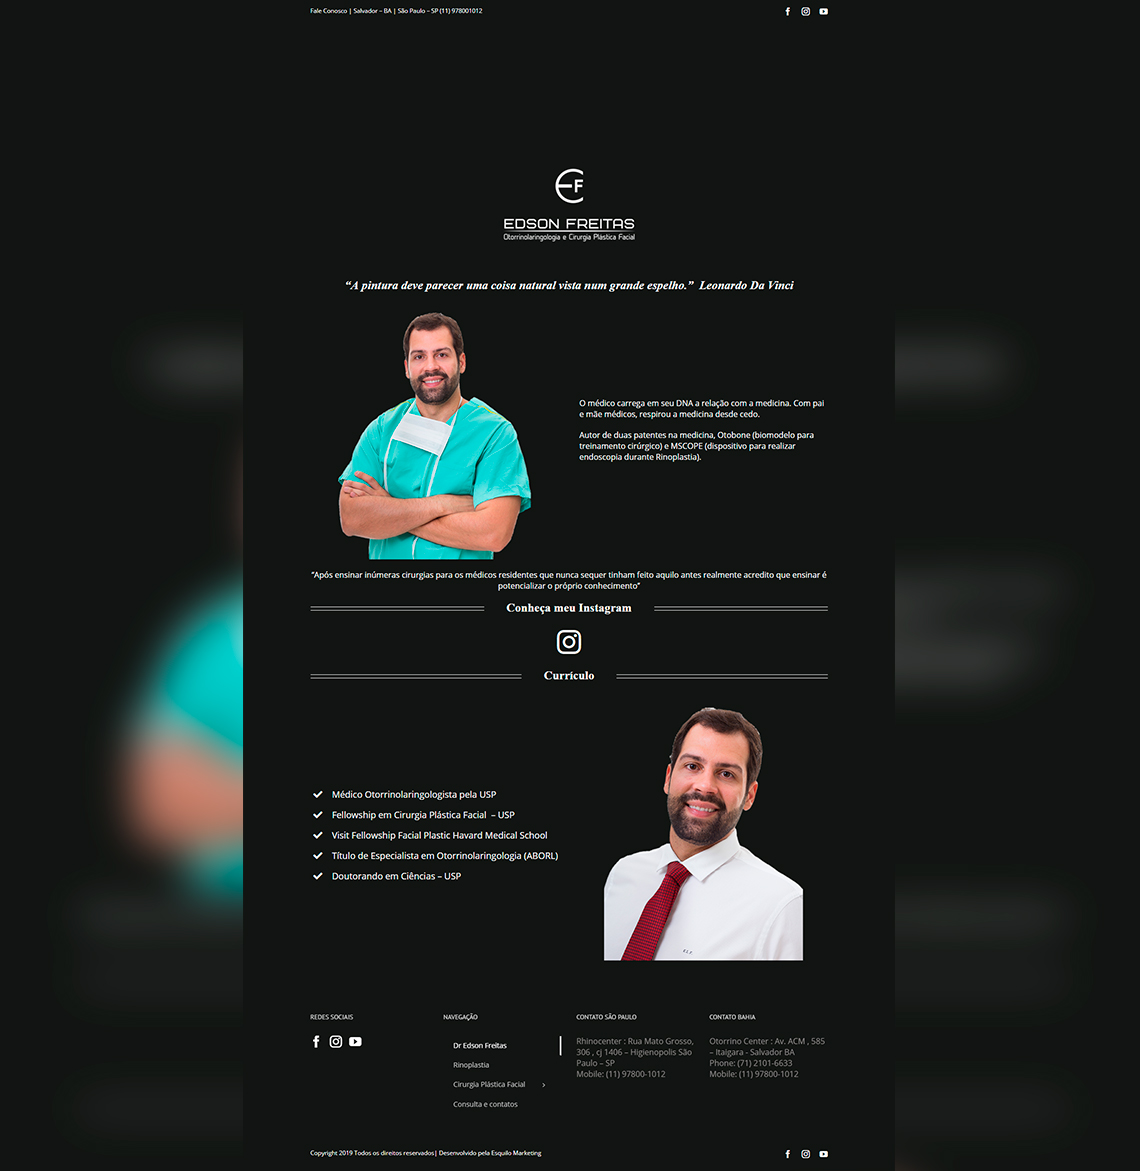 Fale Conosco | Salvador – BA | São Paulo – SP (11) 978001012
EF
EDSON FREITAS
Otorrinolaringologia e Cirurgia Plástica Facial
“A pintura deve parecer uma coisa natural vista num grande espelho.” Leonardo Da Vinci
O médico carrega em seu DNA a relação com a medicina. Com pai
e mãe médicos, respirou a medicina desde cedo.
Autor de duas patentes na medicina, Otobone (biomodelo para
treinamento cirúrgico) e MSCOPE (dispositivo para realizar
endoscopia durante Rinoplastia).
“Após ensinar inúmeras cirurgias para os médicos residentes que nunca sequer tinham feito aquilo antes realmente acredito que ensinar é
potencializar o próprio conhecimento”
Conheça meu Instagram
Currículo
Médico Otorrinolaringologista pela USP
Fellowship em Cirurgia Plástica Facial – USP
Visit Fellowship Facial Plastic Havard Medical School
Título de Especialista em Otorrinolaringologia (ABORL)
Doutorando em Ciências – USP
REDES SOCIAIS
NAVEGAÇÃO
Dr Edson Freitas
Rinoplastia
Cirurgia Plástica Facial
Consulta e contatos
CONTATO SÃO PAULO
Rhinocenter : Rua Mato Grosso,
306 , cj 1406 – Higienopolis São
Paulo – SP
Mobile: (11) 97800-1012
CONTATO BAHIA
Otorrino Center : Av. ACM , 585
– Itaigara - Salvador BA
Phone: (71) 2101-6633
Mobile: (11) 97800-1012
Copyright 2019 Todos os direitos reservados| Desenvolvido pela Esquilo Marketing